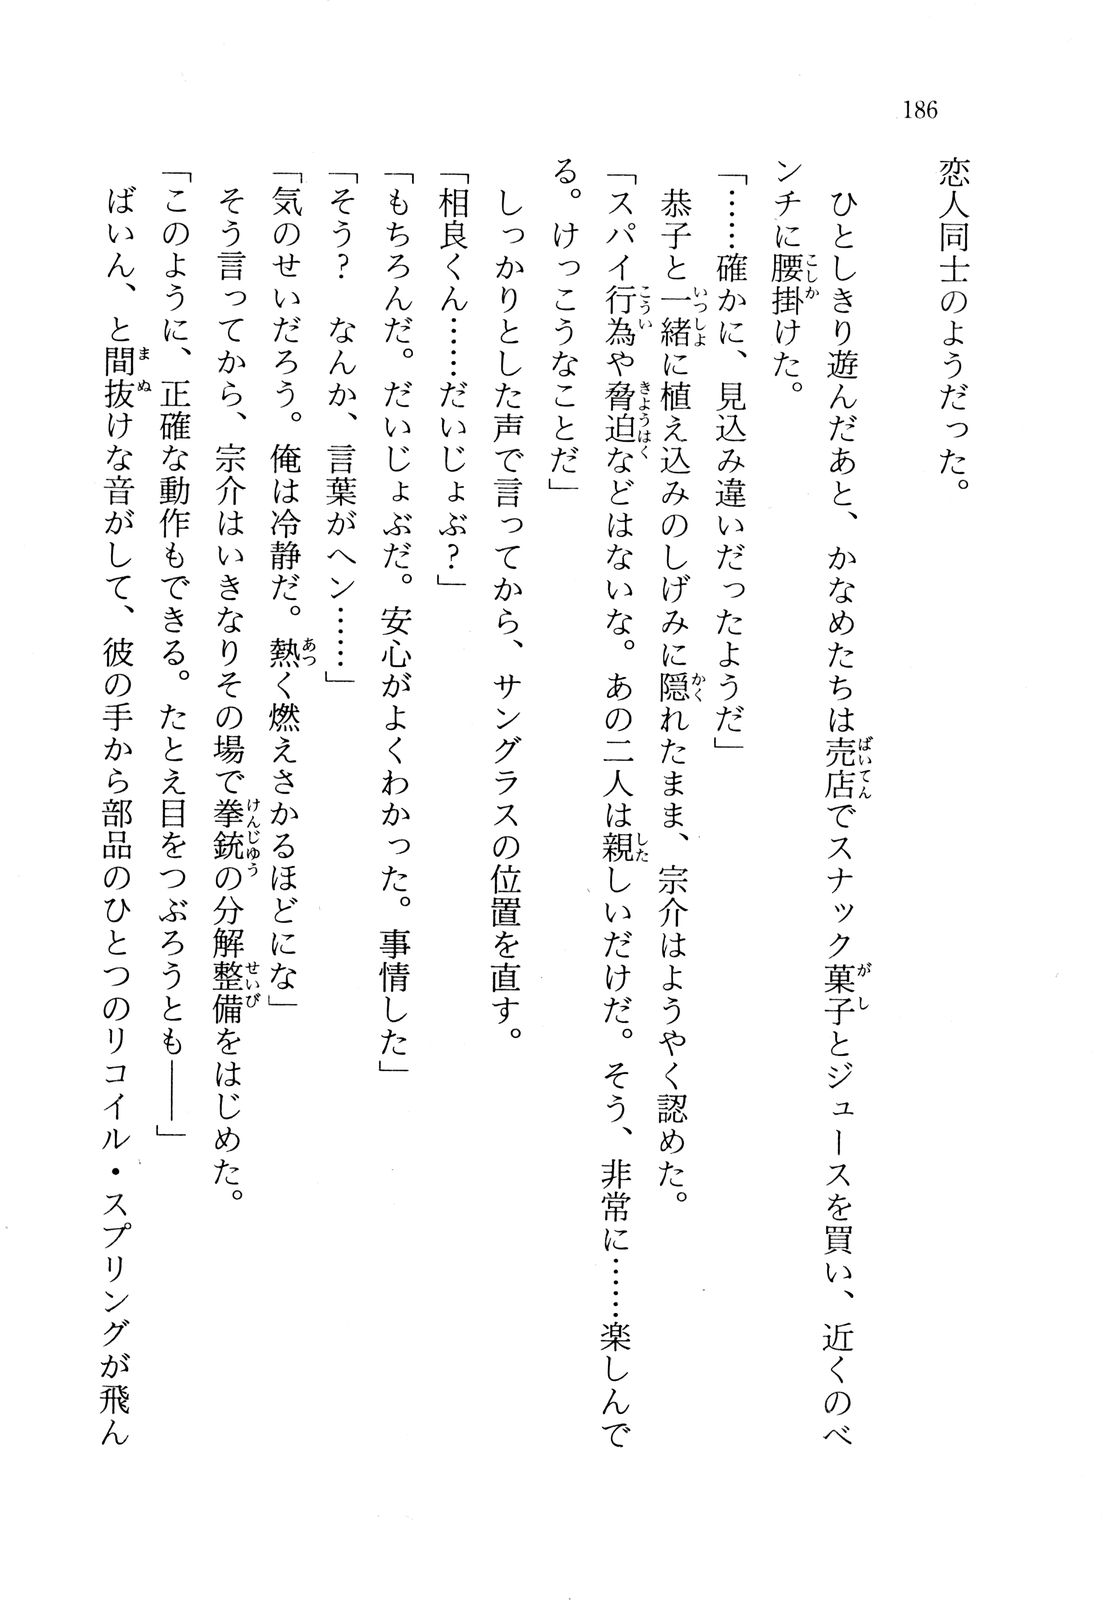 186
恋人同士のようだった。
ひとしきり遊んだあと、かなめたちは売店でスナック菓子とジュースを買い、近くのべ
ンチに腰掛けた。
「……確かに、見込み違いだったようだ」
恭子と一緒に植え込みのしげみに隠れたまま、宗介はようやく認めた。
「スパイ行為や脅迫などはないな。あの二人は親しいだけだ。そう、非常に……楽しんで
る。けっこうなことだ」
しっかりとした声で言ってから、サングラスの位置を直す。
「相良くん……だいじょぶ？」
「もちろんだ。だいじょぶだ。安心がよくわかった。事情した」
「そう？　なんか、言葉がヘン……」
「気のせいだろう。俺は冷静だ。熱く燃えさかるほどにな」
そう言ってから、宗介はいきなりその場で拳銃の分解整備をはじめた。
「このように、正確な動作もできる。たとえ目をつぶろうとも――」
ばいん、と間抜けな音がして、彼の手から部品のひとつのリコイル・スプリングが飛ん